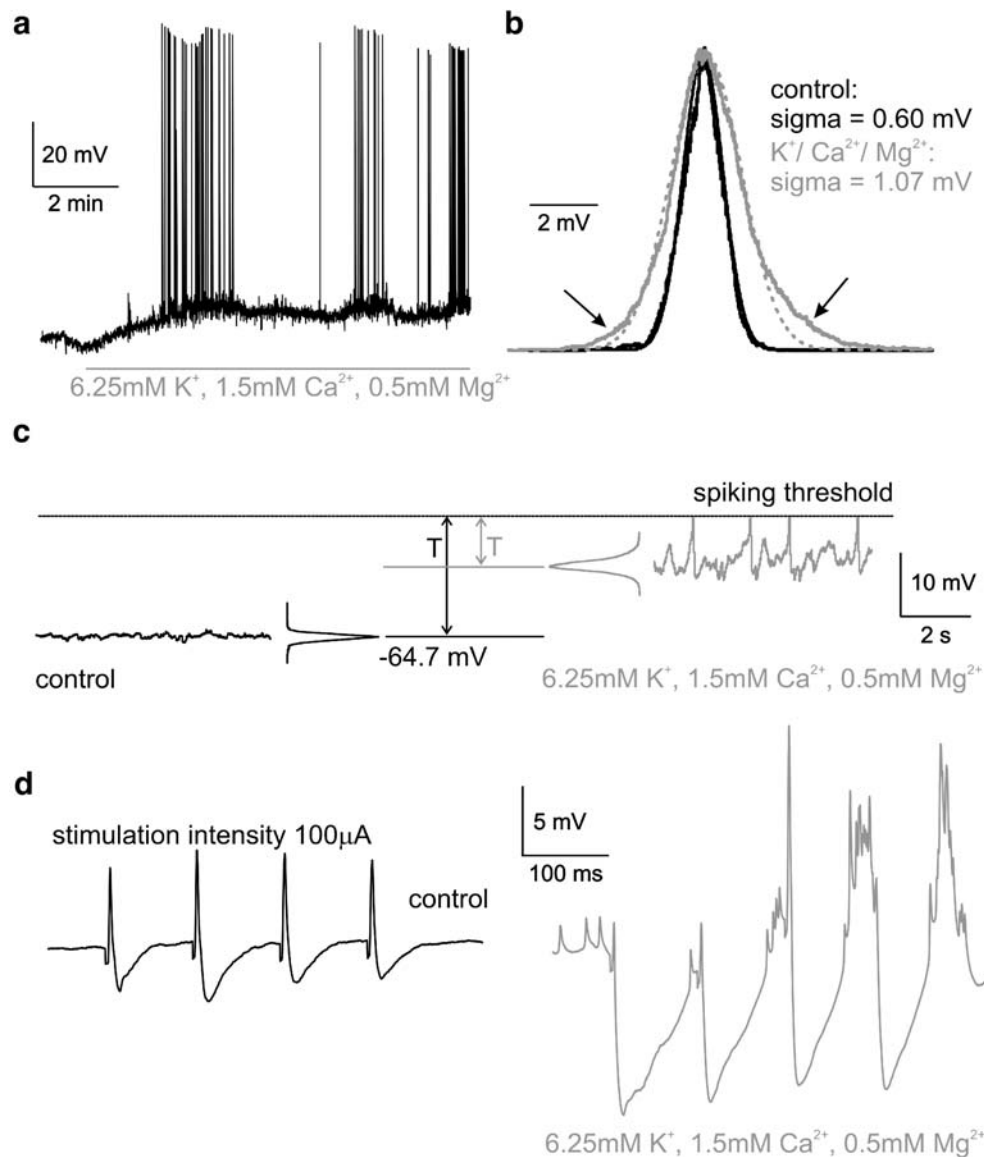 a
20 mV
2 min
6.25mM K⁺, 1.5mM Ca²⁺, 0.5mM Mg²⁺
b
control:
sigma = 0.60 mV
K⁺/ Ca²⁺/ Mg²⁺:
sigma = 1.07 mV
2 mV
c
spiking threshold
T
T
10 mV
2 s
-64.7 mV
control
6.25mM K⁺, 1.5mM Ca²⁺, 0.5mM Mg²⁺
d
stimulation intensity 100µA
control
5 mV
100 ms
6.25mM K⁺, 1.5mM Ca²⁺, 0.5mM Mg²⁺